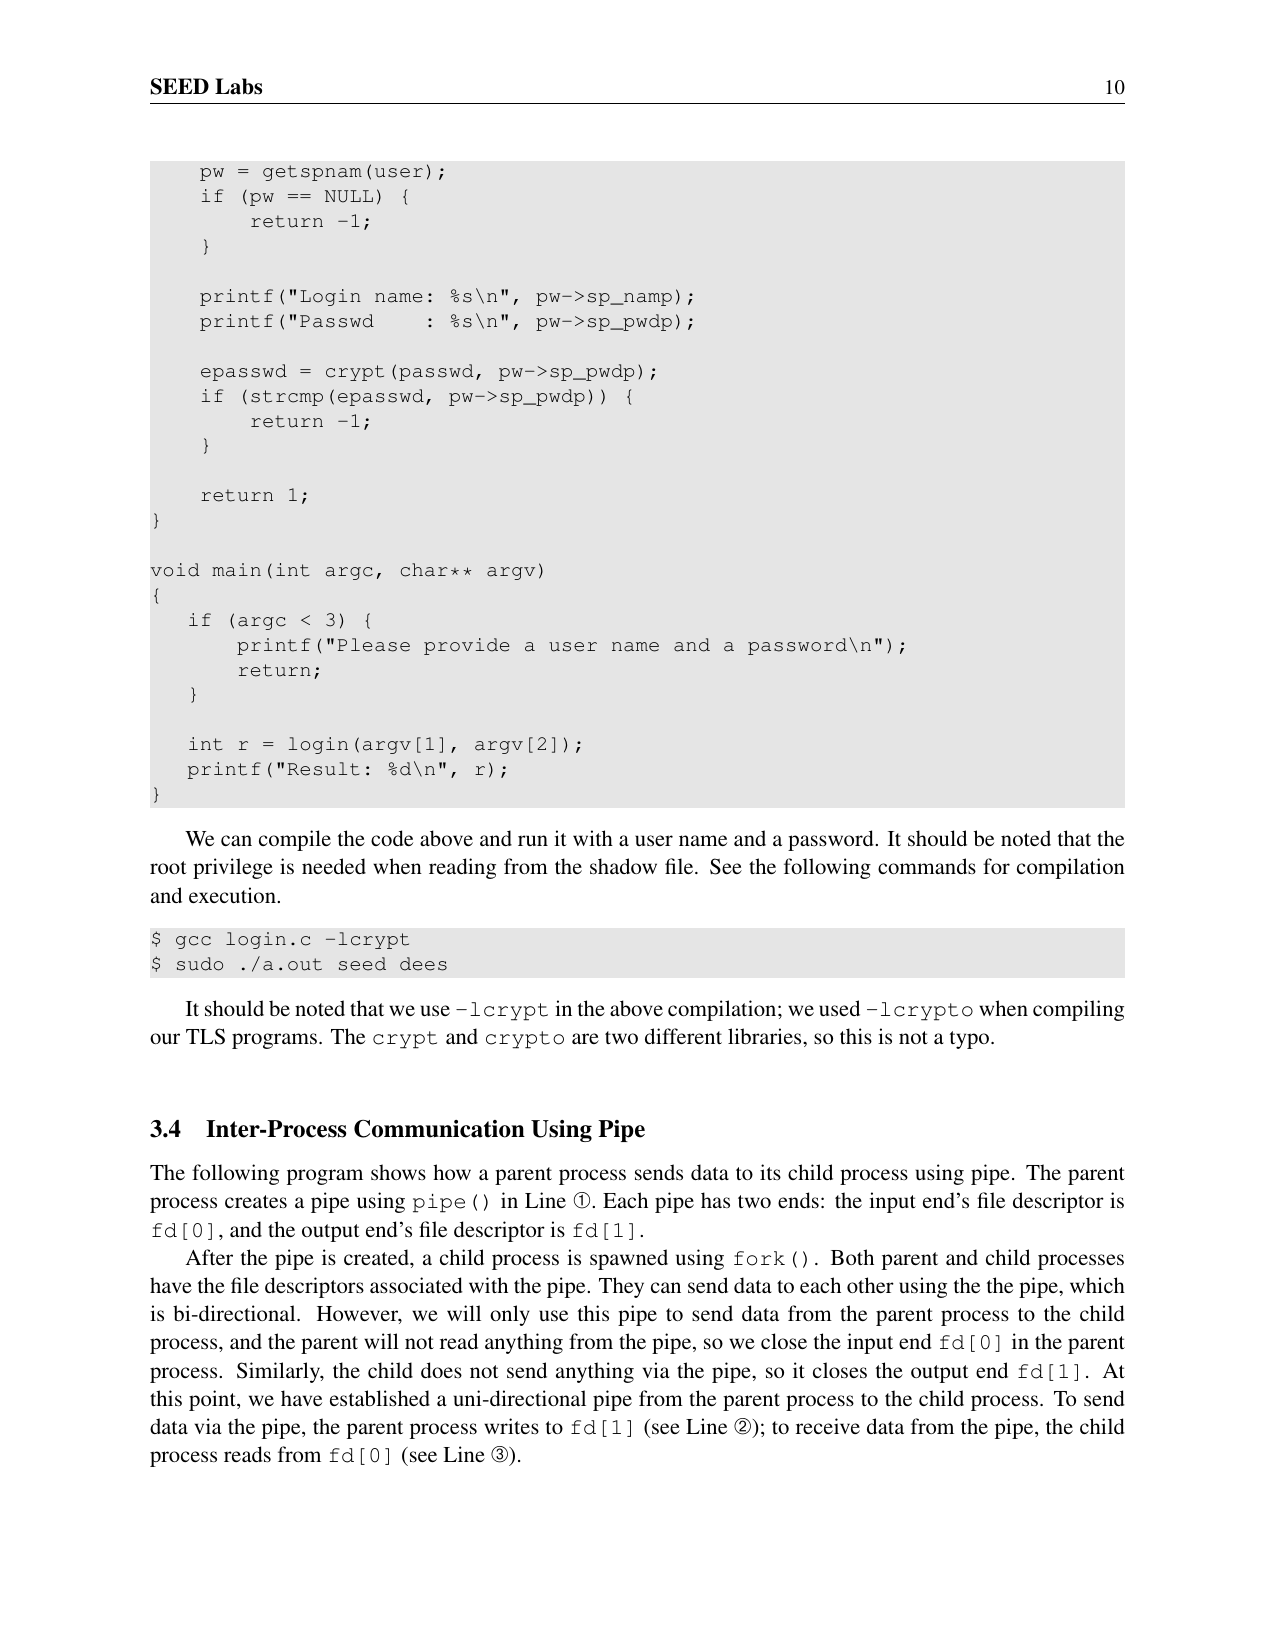 SEED Labs 10
pw = getspnam(user);
if (pw == NULL) {
return -1;
}
printf("Login name: %s\n", pw->sp_namp);
printf("Passwd    : %s\n", pw->sp_pwdp);
epasswd = crypt(passwd, pw->sp_pwdp);
if (strcmp(epasswd, pw->sp_pwdp)) {
return -1;
}
return 1;
}
void main(int argc, char** argv)
{
if (argc < 3) {
printf("Please provide a user name and a password\n");
return;
}
int r = login(argv[1], argv[2]);
printf("Result: %d\n", r);
}
We can compile the code above and run it with a user name and a password. It should be noted that the
root privilege is needed when reading from the shadow file. See the following commands for compilation
and execution.
$ gcc login.c -lcrypt
$ sudo ./a.out seed dees
It should be noted that we use -lcrypt in the above compilation; we used -lcrypto when compiling
our TLS programs. The crypt and crypto are two different libraries, so this is not a typo.
3.4 Inter-Process Communication Using Pipe
The following program shows how a parent process sends data to its child process using pipe. The parent
process creates a pipe using pipe() in Line ①. Each pipe has two ends: the input end's file descriptor is
fd[0], and the output end's file descriptor is fd[1].
After the pipe is created, a child process is spawned using fork(). Both parent and child processes
have the file descriptors associated with the pipe. They can send data to each other using the the pipe, which
is bi-directional. However, we will only use this pipe to send data from the parent process to the child
process, and the parent will not read anything from the pipe, so we close the input end fd[0] in the parent
process. Similarly, the child does not send anything via the pipe, so it closes the output end fd[1]. At
this point, we have established a uni-directional pipe from the parent process to the child process. To send
data via the pipe, the parent process writes to fd[1] (see Line ②); to receive data from the pipe, the child
process reads from fd[0] (see Line ③).